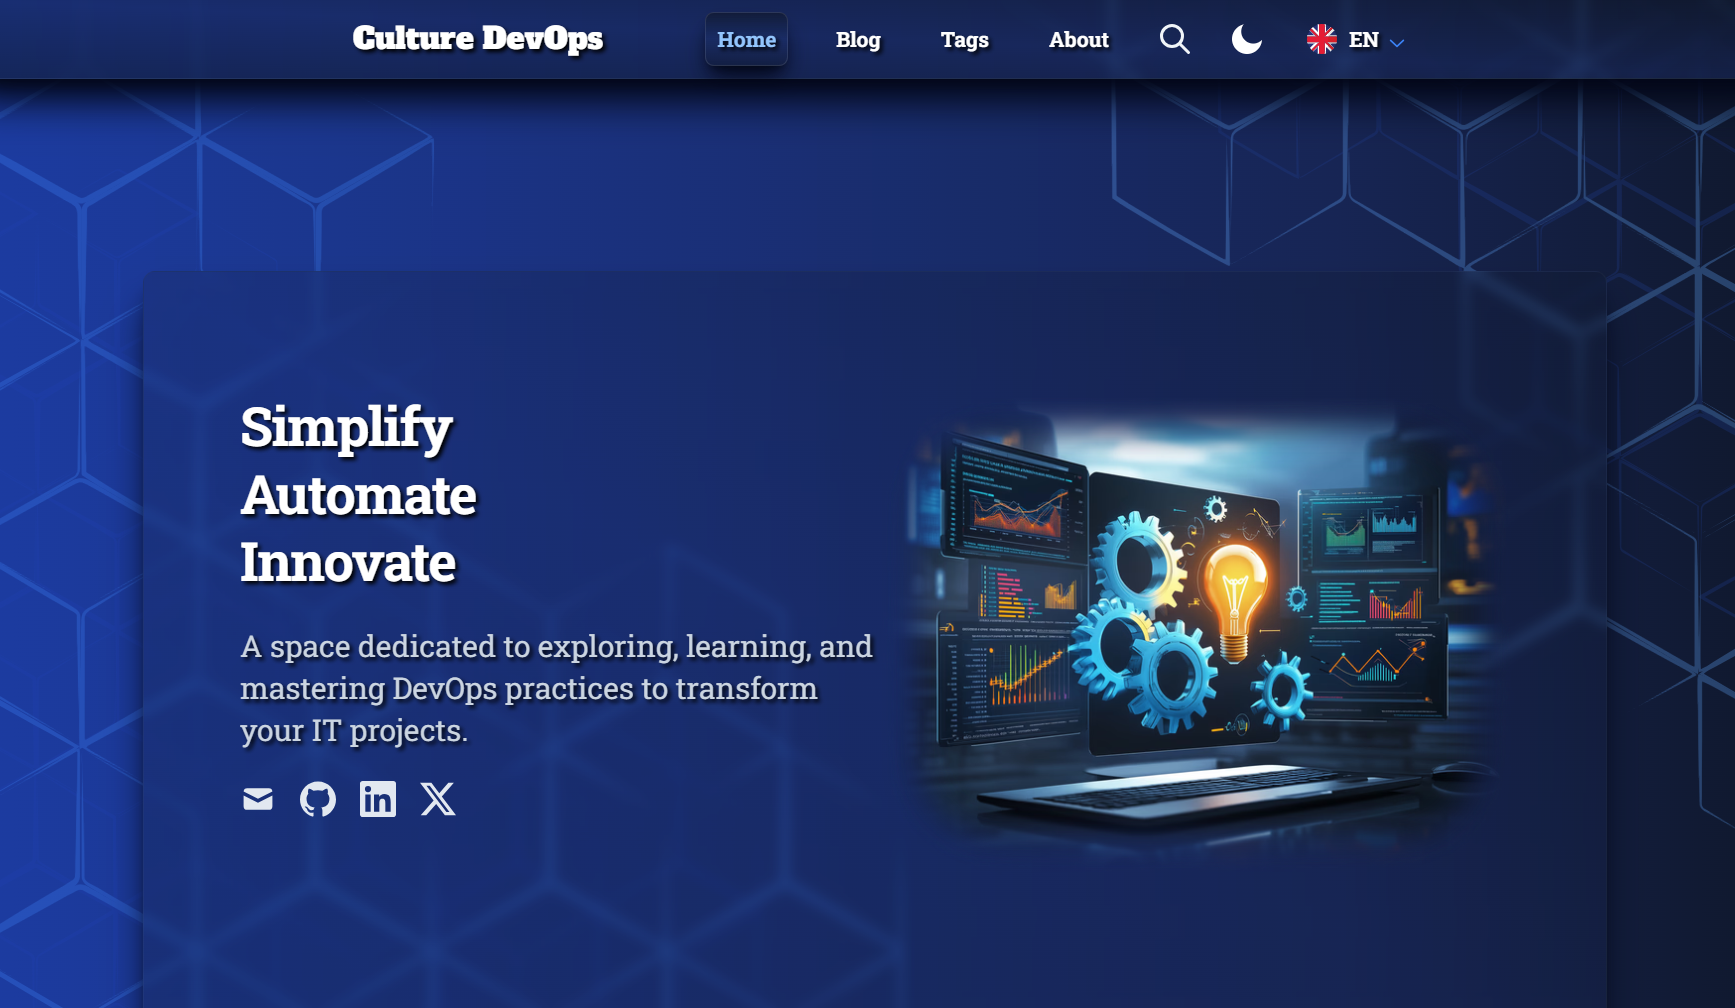 Culture DevOps
Home
Blog
Tags
About
EN
Simplify
Automate
Innovate
A space dedicated to exploring, learning, and
mastering DevOps practices to transform
your IT projects.
in